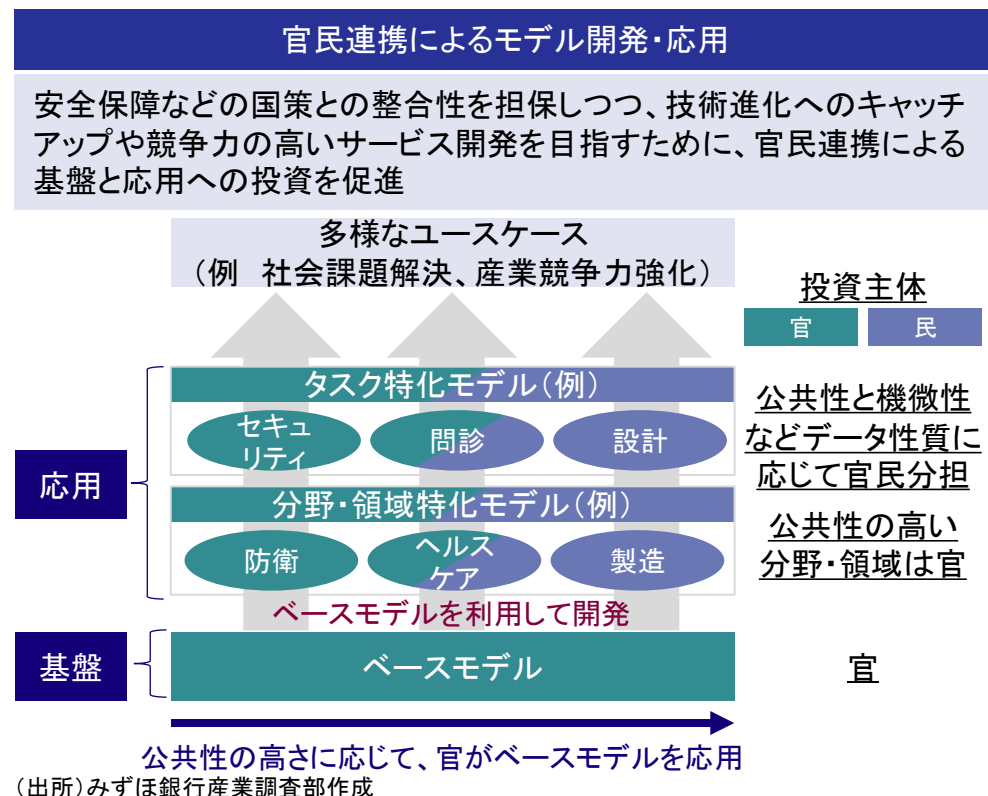 官民連携によるモデル開発・応用
安全保障などの国策との整合性を担保しつつ、技術進化へのキャッチ
アップや競争力の高いサービス開発を目指すために、官民連携による
基盤と応用への投資を促進
多様なユースケース
（例　社会課題解決、産業競争力強化）
投資主体
官
民
応用
タスク特化モデル（例）
セキュ
リティ
問診
設計
公共性と機微性
などデータ性質に
応じて官民分担
分野・領域特化モデル（例）
防衛
ヘルス
ケア
製造
公共性の高い
分野・領域は官
ベースモデルを利用して開発
基盤
ベースモデル
官
公共性の高さに応じて、官がベースモデルを応用
（出所）みずほ銀行産業調査部作成